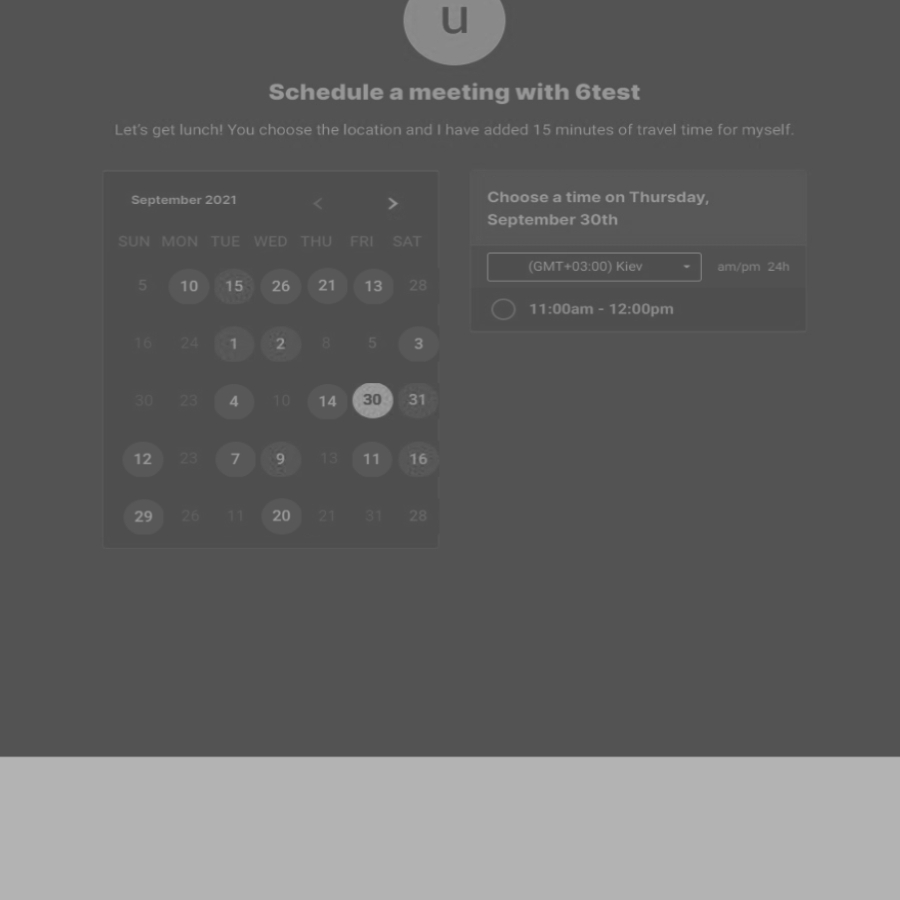 u
Schedule a meeting with 6test
Let's get lunch! You choose the location and I have added 15 minutes of travel time for myself.
September 2021 < >
SUN MON TUE WED THU FRI SAT
5 10 15 26 21 13 28
16 24 1 2 8 5 3
30 23 4 10 14 30 31
12 23 7 9 13 11 16
29 26 11 20 21 31 28
Choose a time on Thursday,
September 30th
(GMT+03:00) Kiev am/pm 24h
11:00am - 12:00pm